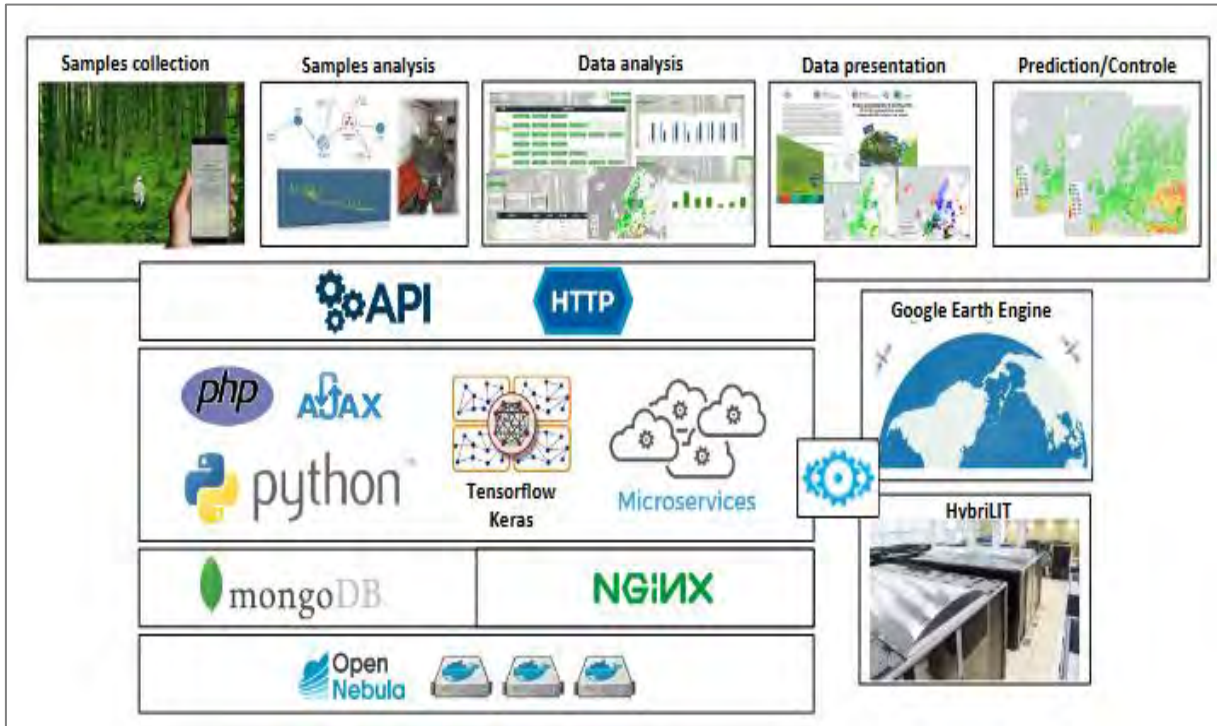 Samples collection
Samples analysis
Data analysis
Data presentation
Prediction/Controle
API
HTTP
Google Earth Engine
php
AJAX
python
Tensorflow
Keras
Microservices
HybriLIT
mongoDB
NGiNX
Open
Nebula